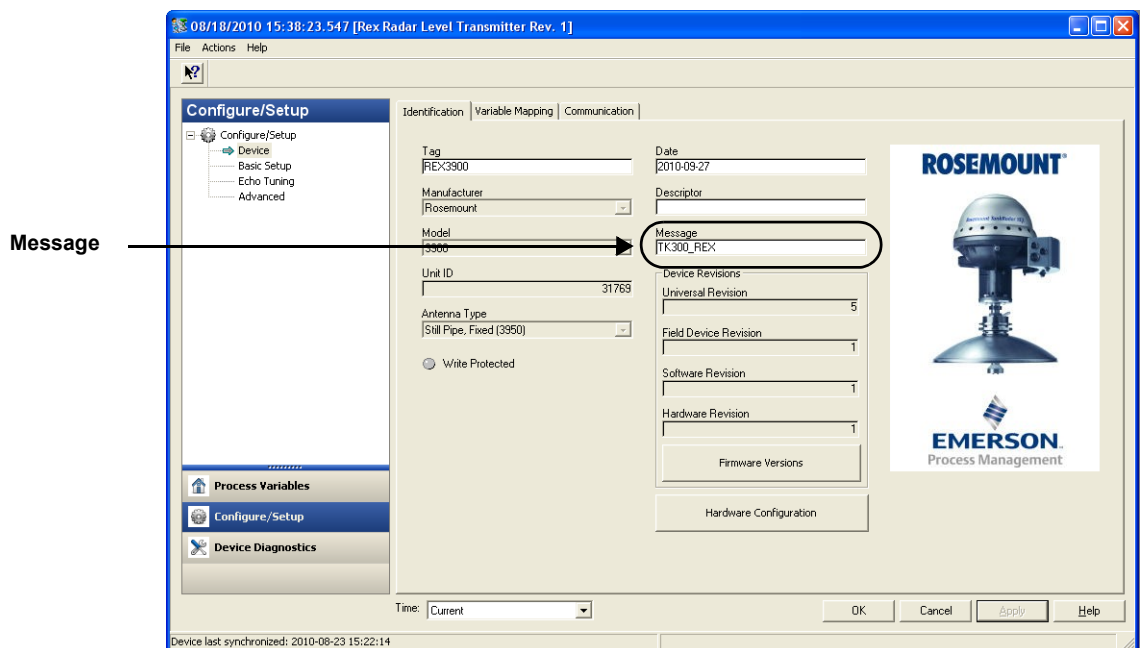 08/18/2010 15:38:23.547 [Rex Radar Level Transmitter Rev. 1]
File Actions Help
Configure/Setup
Configure/Setup
Device
Basic Setup
Echo Tuning
Advanced
Identification Variable Mapping Communication
Tag
REX3900
Manufacturer
Rosemount
Model
3900
Unit ID
31769
Antenna Type
Still Pipe, Fixed (3950)
Write Protected
Date
2010-09-27
Descriptor
Message
TK300_REX
Device Revisions
Universal Revision
5
Field Device Revision
1
Software Revision
1
Hardware Revision
1
Firmware Versions
Hardware Configuration
ROSEMOUNT
EMERSON.
Process Management
Message
Process Variables
Configure/Setup
Device Diagnostics
Time: Current
OK Cancel Apply Help
Device last synchronized: 2010-08-23 15:22:14